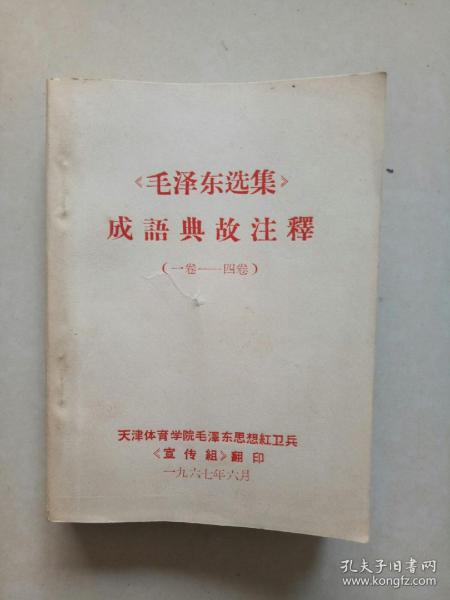 《毛泽东选集》
成語典故注釋
(一卷——四卷)
天津体育学院毛澤东思想紅卫兵
《宣传組》翻印
一九六七年六月
孔夫子旧书网
www.kongfz.com